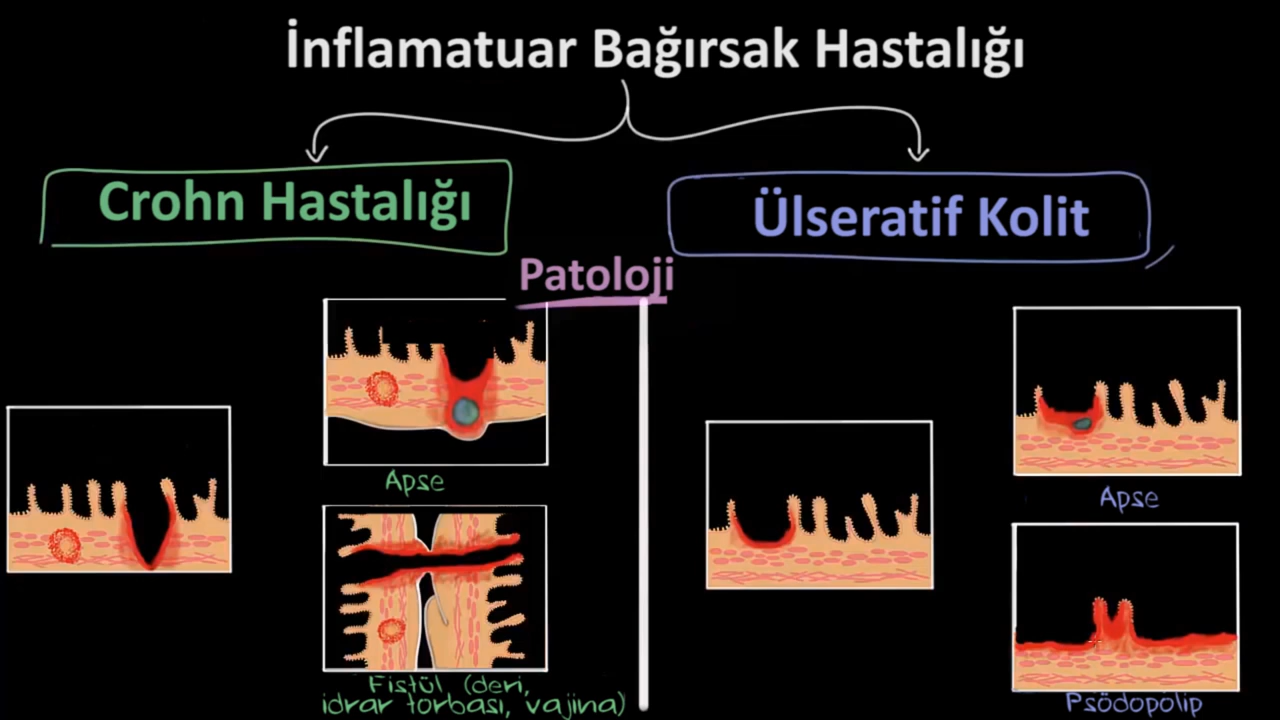 İnflamatuar Bağırsak Hastalığı
Crohn Hastalığı
Ülseratif Kolit
Patoloji
Apse
Fistül (deri,
idrar torbası, vajina)
Apse
Psödopolip